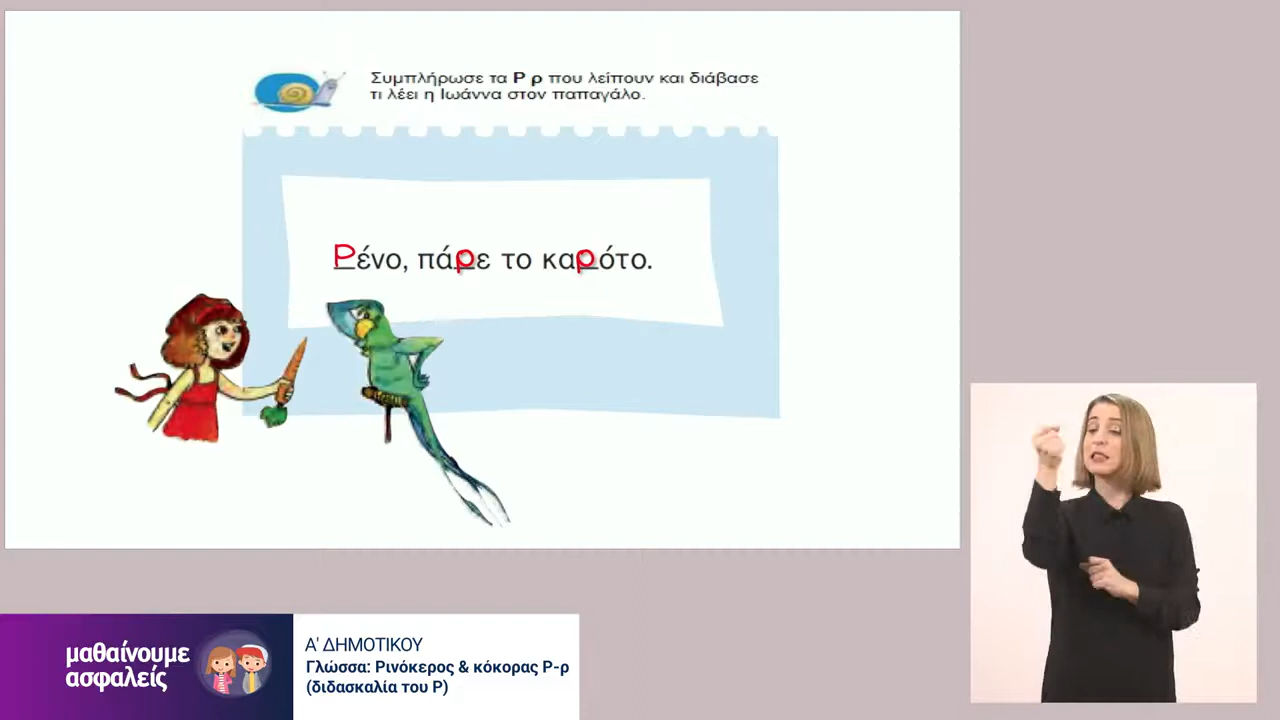 Συμπλήρωσε τα Ρ ρ που λείπουν και διάβασε
τι λέει η Ιωάννα στον παπαγάλο.
Ρένο, πάρε το καρότο.
μαθαίνουμε
ασφαλείς
Α' ΔΗΜΟΤΙΚΟΥ
Γλώσσα: Ρινόκερος & κόκορας Ρ-ρ
(διδασκαλία του Ρ)